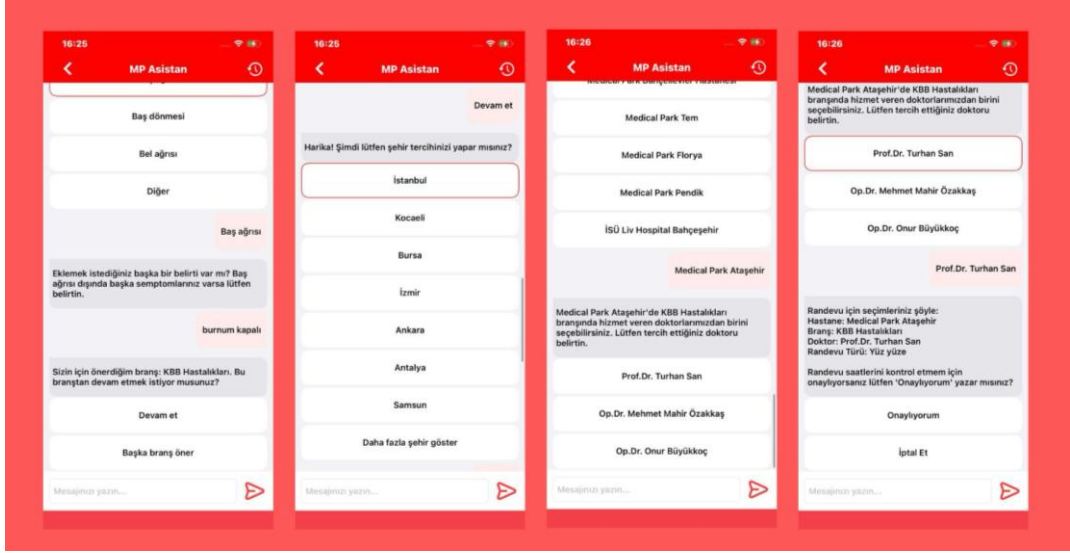 16:25
MP Asistan
Baş dönmesi
Bel ağrısı
Diğer
Baş ağrısı
Eklemek istediğiniz başka bir belirti var mı? Baş
ağrısı dışında başka semptomlarınız varsa lütfen
belirtin.
burnum kapalı
Sizin için önerdiğim branş: KBB Hastalıkları. Bu
branştan devam etmek istiyor musunuz?
Devam et
Başka branş öner
Mesajınızı yazın...
16:25
MP Asistan
Devam et
Harika! Şimdi lütfen şehir tercihinizi yapar mısınız?
İstanbul
Kocaeli
Bursa
İzmir
Ankara
Antalya
Samsun
Daha fazla şehir göster
Mesajınızı yazın...
16:26
MP Asistan
Medical Park Bahçelievler Hastanesi
Medical Park Tem
Medical Park Florya
Medical Park Pendik
İSÜ Liv Hospital Bahçeşehir
Medical Park Ataşehir
Medical Park Ataşehir'de KBB Hastalıkları
branşında hizmet veren doktorlarımızdan birini
seçebilirsiniz. Lütfen tercih ettiğiniz doktoru
belirtin.
Prof.Dr. Turhan San
Op.Dr. Mehmet Mahir Özakkaş
Op.Dr. Onur Büyükkoç
Mesajınızı yazın...
16:26
MP Asistan
Medical Park Ataşehir'de KBB Hastalıkları
branşında hizmet veren doktorlarımızdan birini
seçebilirsiniz. Lütfen tercih ettiğiniz doktoru
belirtin.
Prof.Dr. Turhan San
Op.Dr. Mehmet Mahir Özakkaş
Op.Dr. Onur Büyükkoç
Prof.Dr. Turhan San
Randevu için seçimleriniz şöyle:
Hastane: Medical Park Ataşehir
Branş: KBB Hastalıkları
Doktor: Prof.Dr. Turhan San
Randevu Türü: Yüz yüze
Randevu saatlerini kontrol etmem için
onaylıyorsanız lütfen 'Onaylıyorum' yazar mısınız?
Onaylıyorum
İptal Et
Mesajınızı yazın...